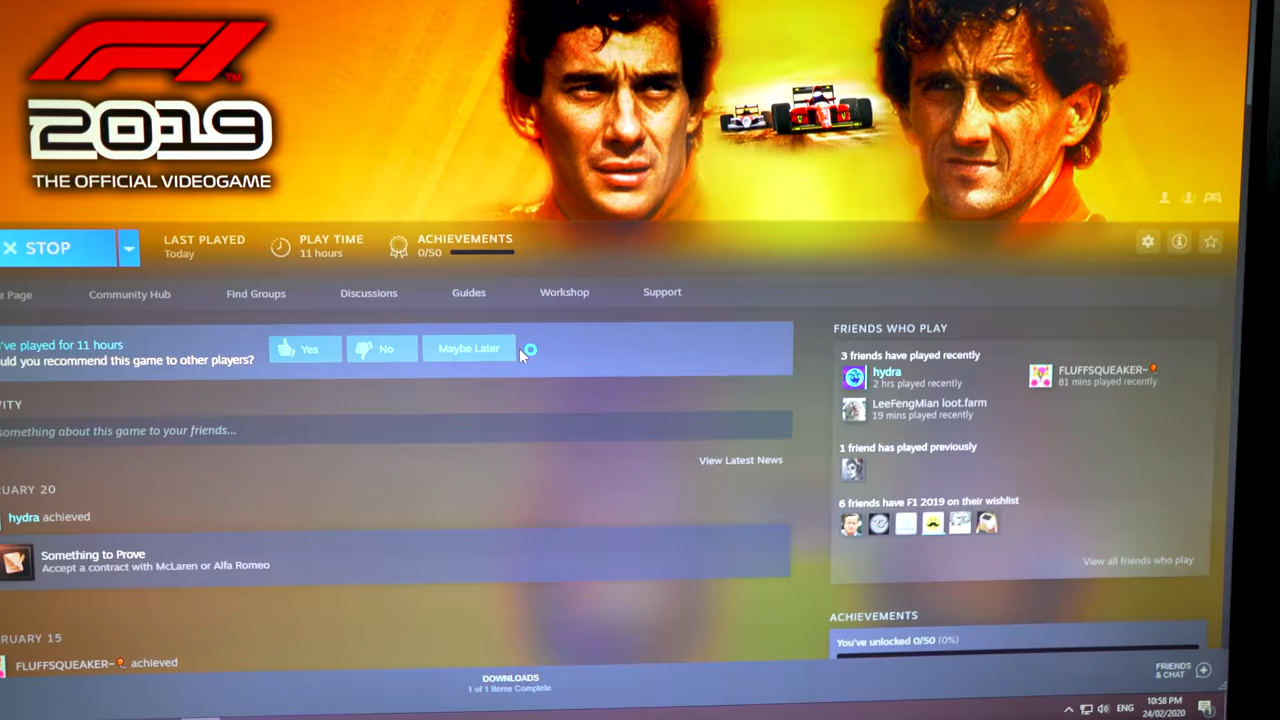 F1 TM
2019
THE OFFICIAL VIDEOGAME
STOP
LAST PLAYED
Today
PLAY TIME
11 hours
ACHIEVEMENTS
0/50
e Page
Community Hub
Find Groups
Discussions
Guides
Workshop
Support
've played for 11 hours
uld you recommend this game to other players?
Yes
No
Maybe Later
VITY
something about this game to your friends...
View Latest News
UARY 20
hydra achieved
Something to Prove
Accept a contract with McLaren or Alfa Romeo
RUARY 15
FLUFFSQUEAKER~ achieved
FRIENDS WHO PLAY
3 friends have played recently
hydra
2 hrs played recently
FLUFFSQUEAKER~
81 mins played recently
LeeFengMian loot.farm
19 mins played recently
1 friend has played previously
6 friends have F1 2019 on their wishlist
View all friends who play
ACHIEVEMENTS
You've unlocked 0/50 (0%)
DOWNLOADS
1 of 1 Items Complete
FRIENDS
& CHAT
ENG
10:58 PM
24/02/2020
1